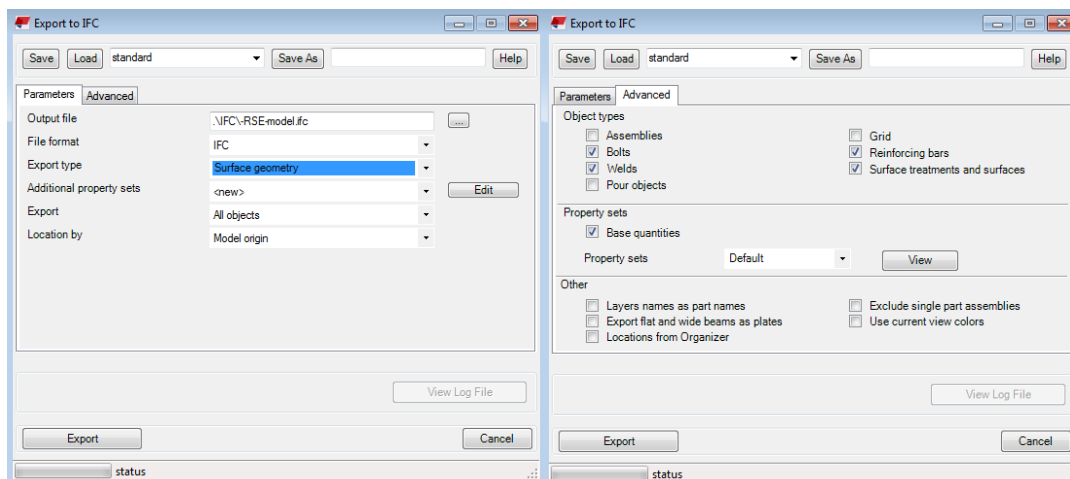 Export to IFC
Save Load standard Save As Help
Parameters Advanced
Output file .\IFC\-RSE-model.ifc ...
File format IFC
Export type Surface geometry
Additional property sets <new> Edit
Export All objects
Location by Model origin
View Log File
Export Cancel
status
Export to IFC
Save Load standard Save As Help
Parameters Advanced
Object types
Assemblies Grid
Bolts Reinforcing bars
Welds Surface treatments and surfaces
Pour objects
Property sets
Base quantities
Property sets Default View
Other
Layers names as part names Exclude single part assemblies
Export flat and wide beams as plates Use current view colors
Locations from Organizer
View Log File
Export Cancel
status